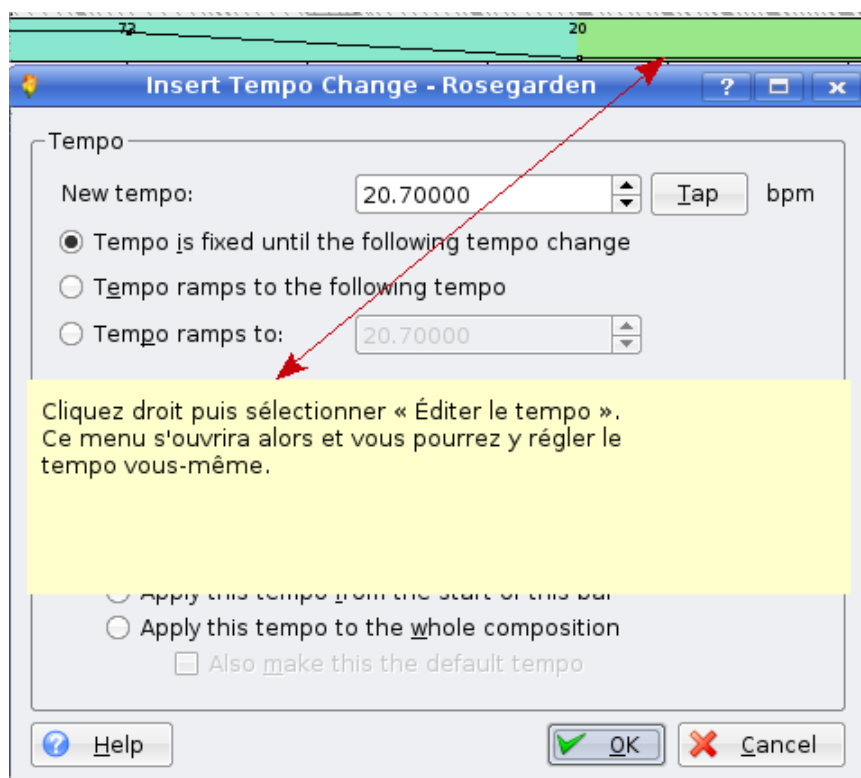 72
20
Insert Tempo Change - Rosegarden
Tempo
New tempo: 20.70000 Tap bpm
Tempo is fixed until the following tempo change
Tempo ramps to the following tempo
Tempo ramps to: 20.70000
Cliquez droit puis sélectionner « Éditer le tempo ».
Ce menu s'ouvrira alors et vous pourrez y régler le
tempo vous-même.
Apply this tempo from the start of this bar
Apply this tempo to the whole composition
Also make this the default tempo
Help OK Cancel